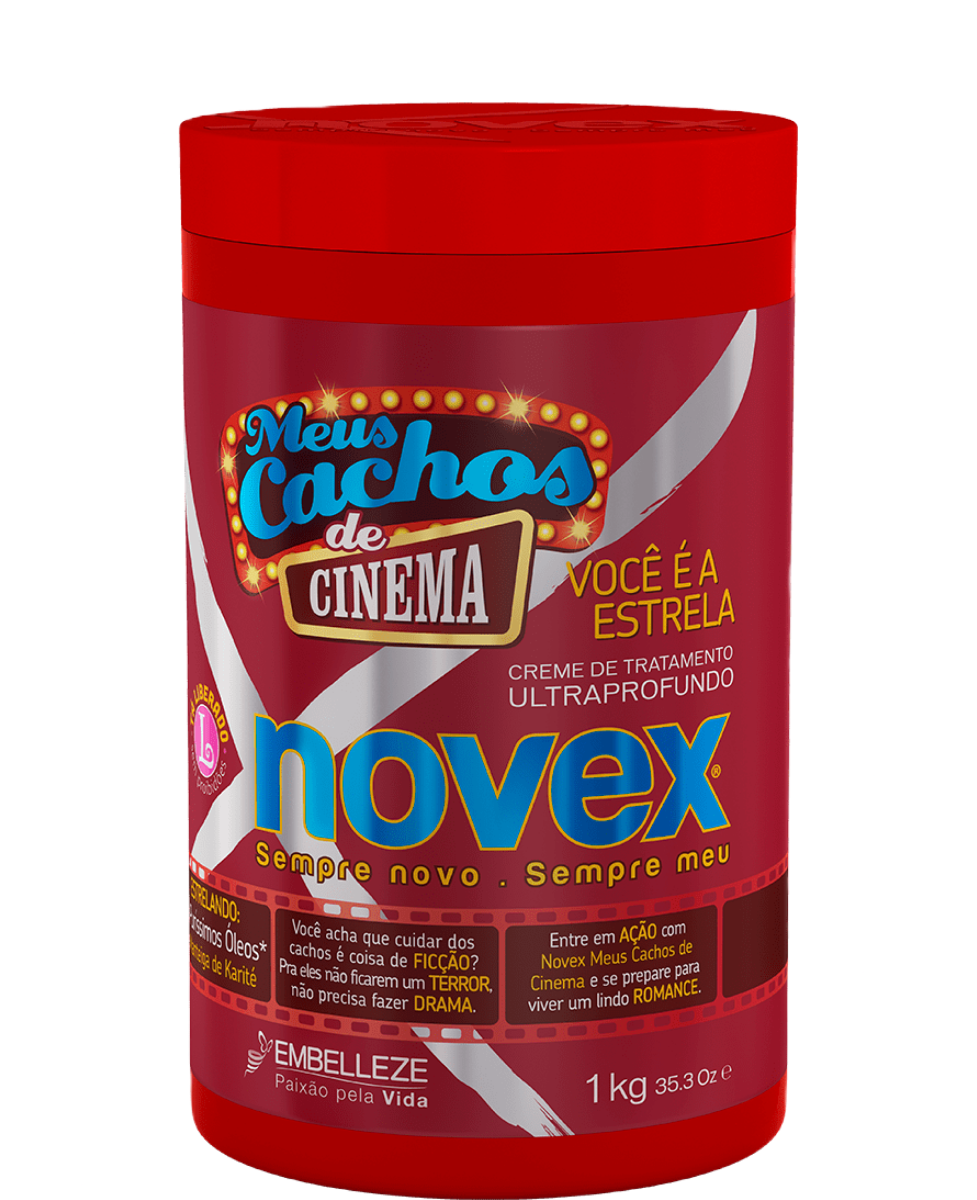 novex
Meus
Cachos
de
CINEMA
VOCÊ É A
ESTRELA
CREME DE TRATAMENTO
ULTRAPROFUNDO
LIBERADO
L
proibidões
novex®
Sempre novo . Sempre meu
ESTRELANDO:
Óleos*
de Karité
Você acha que cuidar dos
cachos é coisa de FICÇÃO?
Pra eles não ficarem um TERROR,
não precisa fazer DRAMA.
Entre em AÇÃO com
Novex Meus Cachos de
Cinema e se prepare para
viver um lindo ROMANCE.
EMBELLEZE
Paixão pela Vida
1 kg 35.3 Oz e